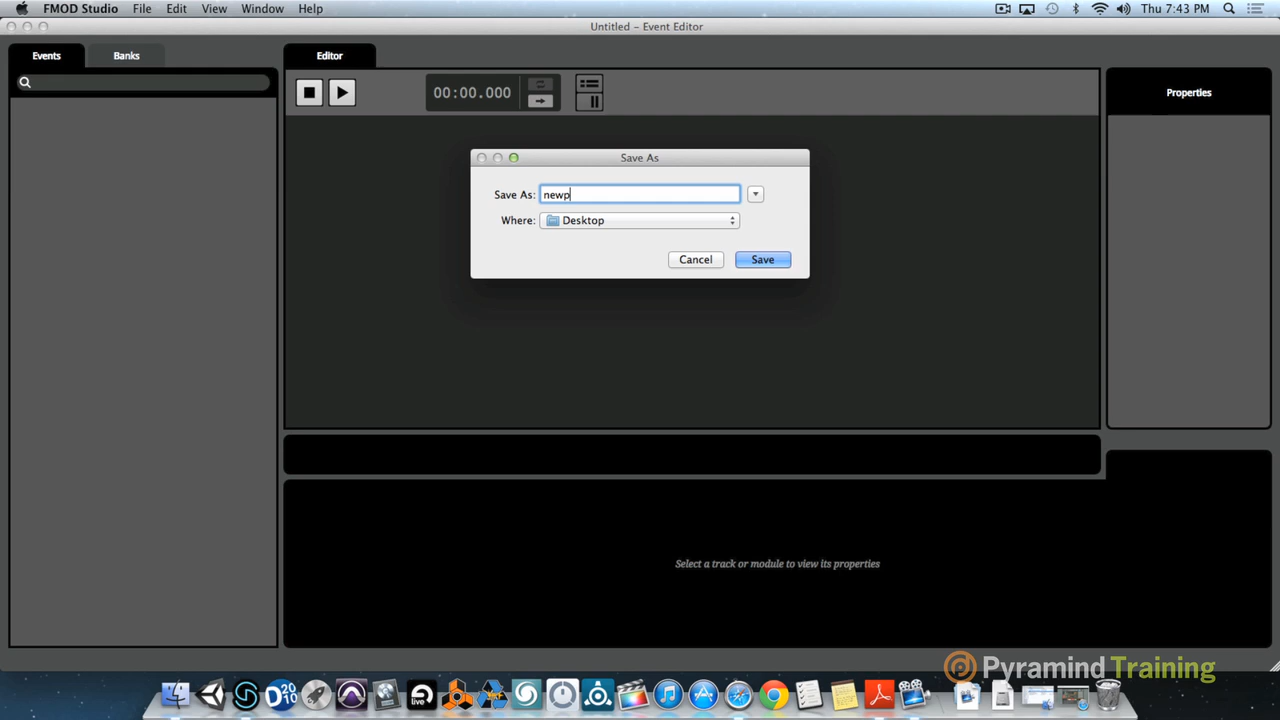 FMOD Studio File Edit View Window Help Thu 7:43 PM
Untitled – Event Editor
Events Banks Editor
00:00.000
Properties
Save As
Save As: newp
Where: Desktop
Cancel Save
Select a track or module to view its properties
Pyramind Training
D2010
live